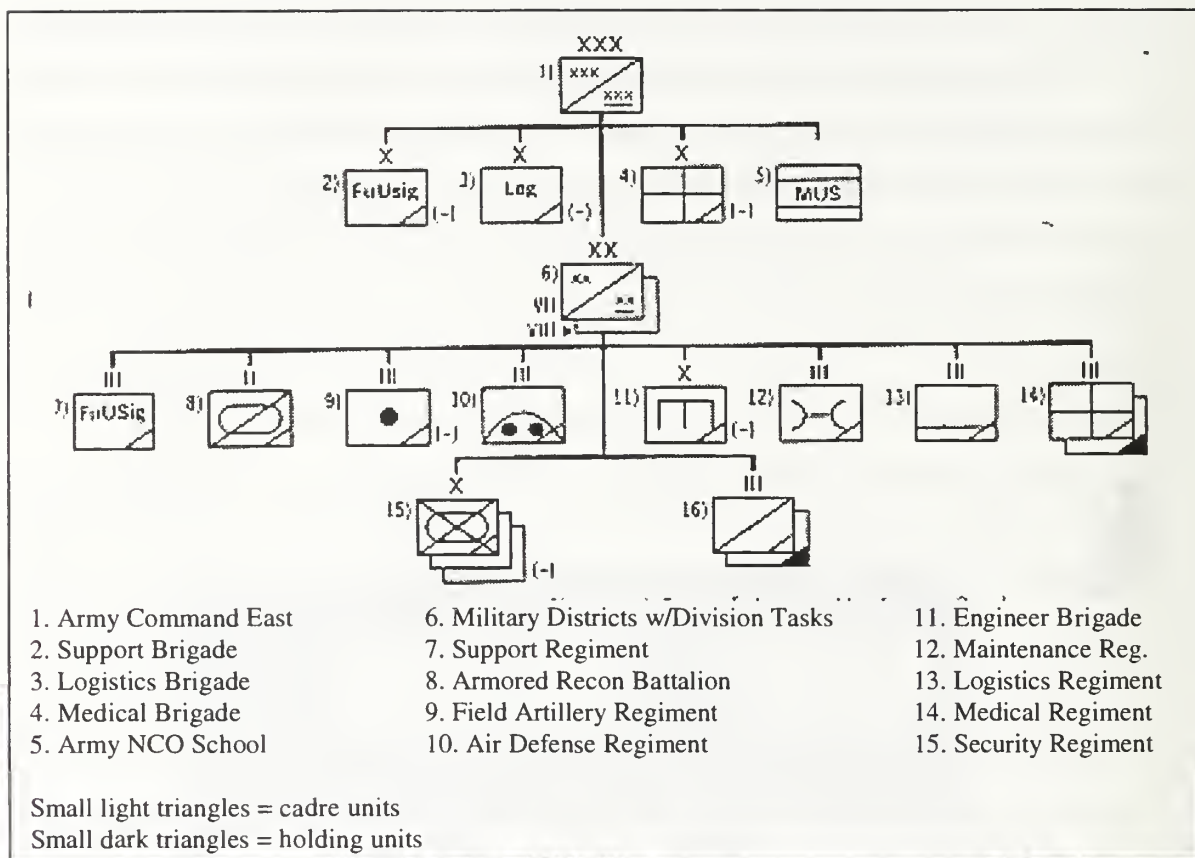 XXX
1) xxx
xxx
X X X
2) FüUsig (-) 3) Log (-) 4) (-) 5) MUS
XX
6) xx
VII xx
VIII
III II III III X III III III
7) FüUSig 8) 9) (-) 10) 11) (-) 12) 13) 14)
X III
15) (-) 16)
1. Army Command East 6. Military Districts w/Division Tasks 11. Engineer Brigade
2. Support Brigade 7. Support Regiment 12. Maintenance Reg.
3. Logistics Brigade 8. Armored Recon Battalion 13. Logistics Regiment
4. Medical Brigade 9. Field Artillery Regiment 14. Medical Regiment
5. Army NCO School 10. Air Defense Regiment 15. Security Regiment
Small light triangles = cadre units
Small dark triangles = holding units